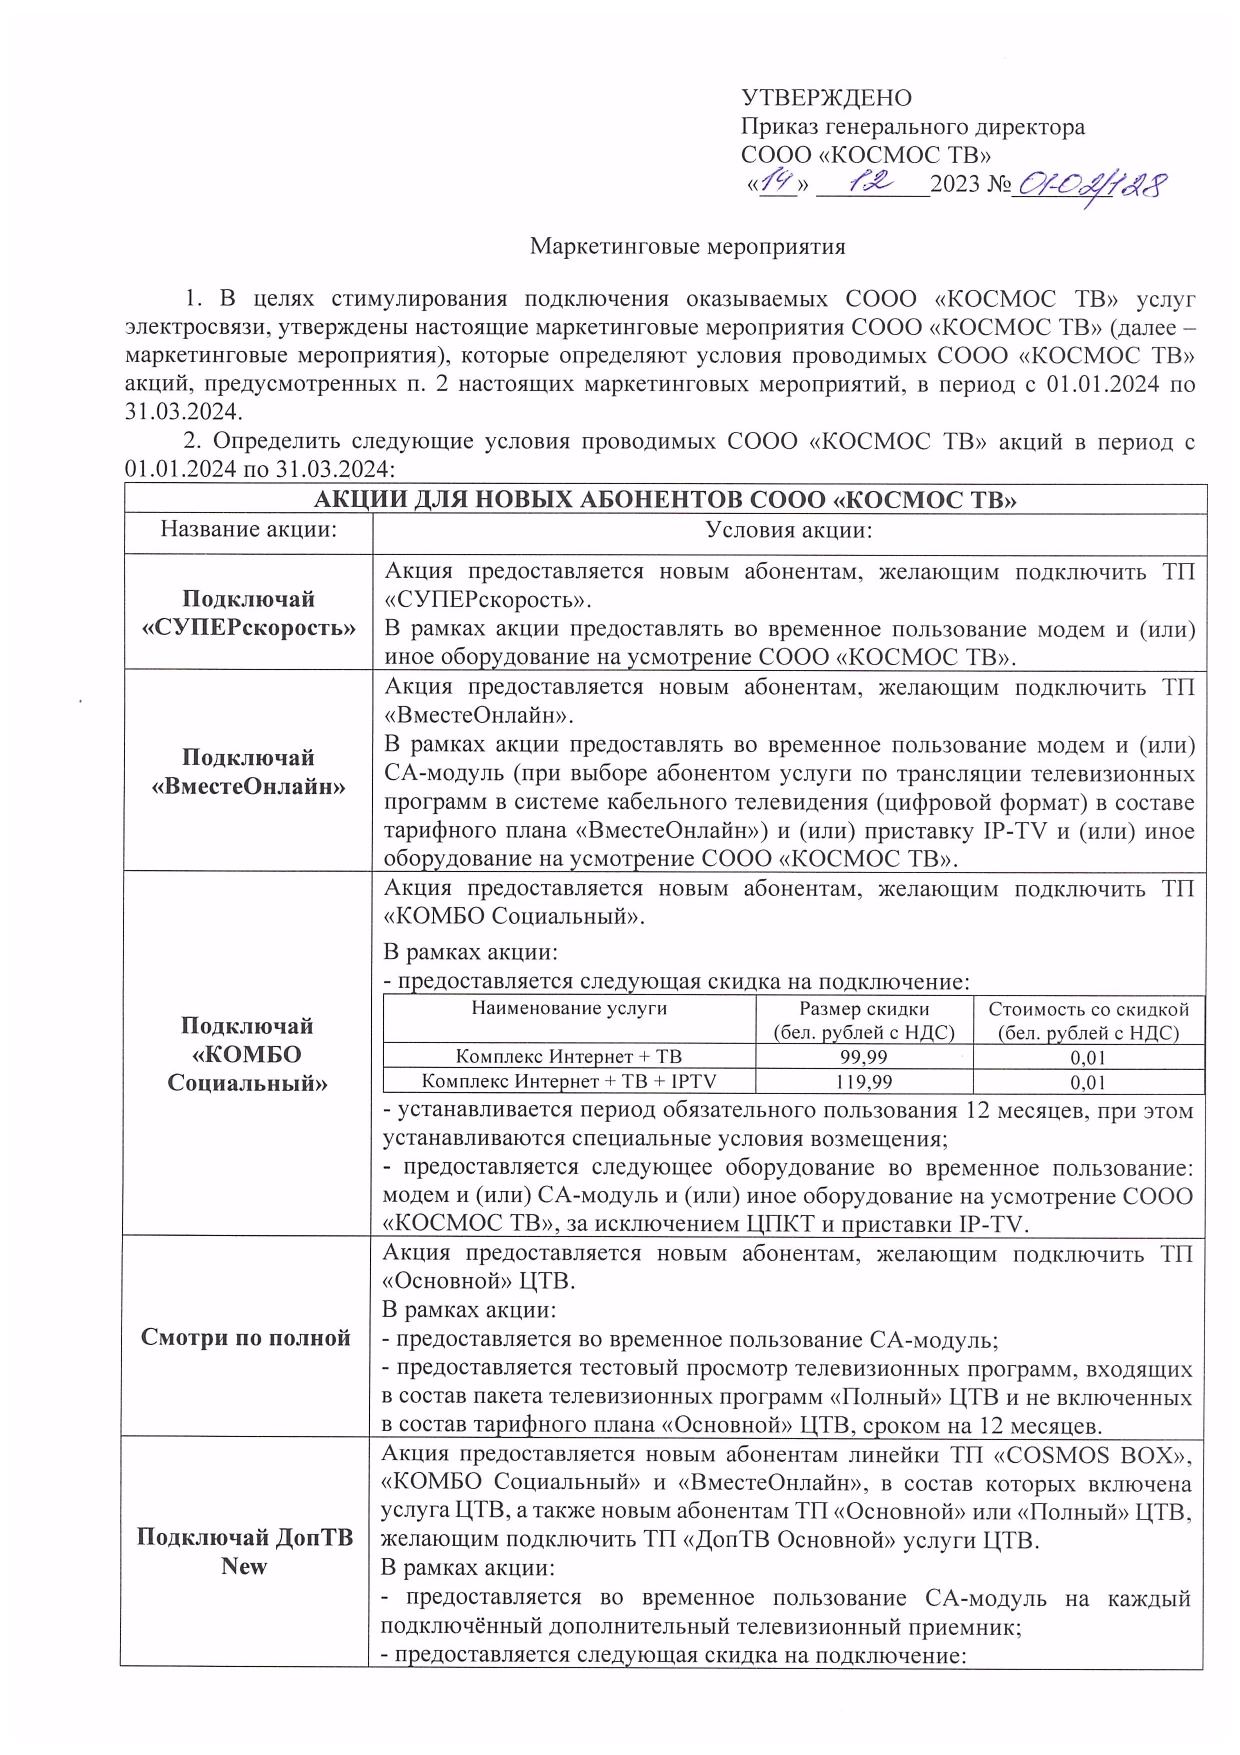 УТВЕРЖДЕНО
Приказ генерального директора
СООО «КОСМОС ТВ»
«14» 12 2023 № 01-02/128
Маркетинговые мероприятия
1. В целях стимулирования подключения оказываемых СООО «КОСМОС ТВ» услуг
электросвязи, утверждены настоящие маркетинговые мероприятия СООО «КОСМОС ТВ» (далее –
маркетинговые мероприятия), которые определяют условия проводимых СООО «КОСМОС ТВ»
акций, предусмотренных п. 2 настоящих маркетинговых мероприятий, в период с 01.01.2024 по
31.03.2024.
2. Определить следующие условия проводимых СООО «КОСМОС ТВ» акций в период с
01.01.2024 по 31.03.2024:
АКЦИИ ДЛЯ НОВЫХ АБОНЕНТОВ СООО «КОСМОС ТВ»
Название акции:
Условия акции:
Подключай
«СУПЕРскорость»
Акция предоставляется новым абонентам, желающим подключить ТП
«СУПЕРскорость».
В рамках акции предоставлять во временное пользование модем и (или)
иное оборудование на усмотрение СООО «КОСМОС ТВ».
Подключай
«ВместеОнлайн»
Акция предоставляется новым абонентам, желающим подключить ТП
«ВместеОнлайн».
В рамках акции предоставлять во временное пользование модем и (или)
СА-модуль (при выборе абонентом услуги по трансляции телевизионных
программ в системе кабельного телевидения (цифровой формат) в составе
тарифного плана «ВместеОнлайн») и (или) приставку IP-TV и (или) иное
оборудование на усмотрение СООО «КОСМОС ТВ».
Подключай
«КОМБО
Социальный»
Акция предоставляется новым абонентам, желающим подключить ТП
«КОМБО Социальный».
В рамках акции:
- предоставляется следующая скидка на подключение:
Наименование услуги
Размер скидки
(бел. рублей с НДС)
Стоимость со скидкой
(бел. рублей с НДС)
Комплекс Интернет + ТВ
99,99
0,01
Комплекс Интернет + ТВ + IPTV
119,99
0,01
- устанавливается период обязательного пользования 12 месяцев, при этом
устанавливаются специальные условия возмещения;
- предоставляется следующее оборудование во временное пользование:
модем и (или) СА-модуль и (или) иное оборудование на усмотрение СООО
«КОСМОС ТВ», за исключением ЦПКТ и приставки IP-TV.
Смотри по полной
Акция предоставляется новым абонентам, желающим подключить ТП
«Основной» ЦТВ.
В рамках акции:
- предоставляется во временное пользование СА-модуль;
- предоставляется тестовый просмотр телевизионных программ, входящих
в состав пакета телевизионных программ «Полный» ЦТВ и не включенных
в состав тарифного плана «Основной» ЦТВ, сроком на 12 месяцев.
Подключай ДопТВ
New
Акция предоставляется новым абонентам линейки ТП «COSMOS BOX»,
«КОМБО Социальный» и «ВместеОнлайн», в состав которых включена
услуга ЦТВ, а также новым абонентам ТП «Основной» или «Полный» ЦТВ,
желающим подключить ТП «ДопТВ Основной» услуги ЦТВ.
В рамках акции:
- предоставляется во временное пользование СА-модуль на каждый
подключённый дополнительный телевизионный приемник;
- предоставляется следующая скидка на подключение: